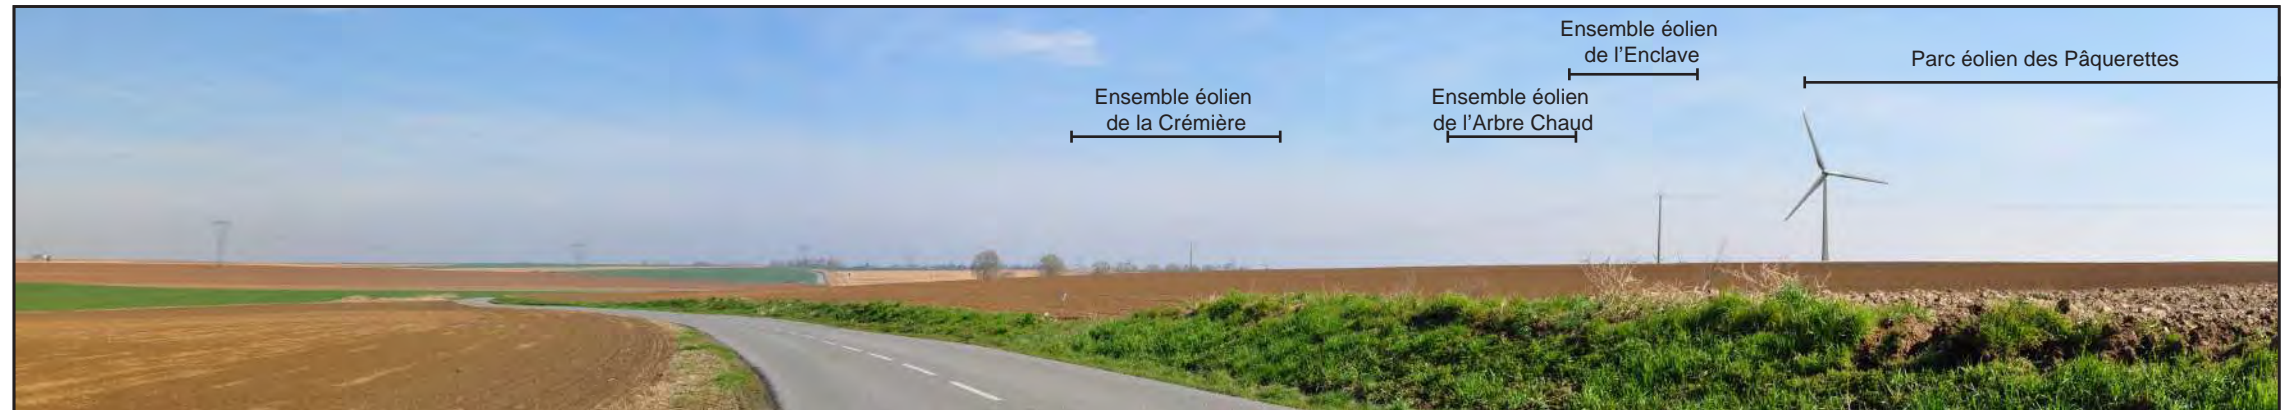 Ensemble éolien
de la Crémière
Ensemble éolien
de l'Arbre Chaud
Ensemble éolien
de l'Enclave
Parc éolien des Pâquerettes